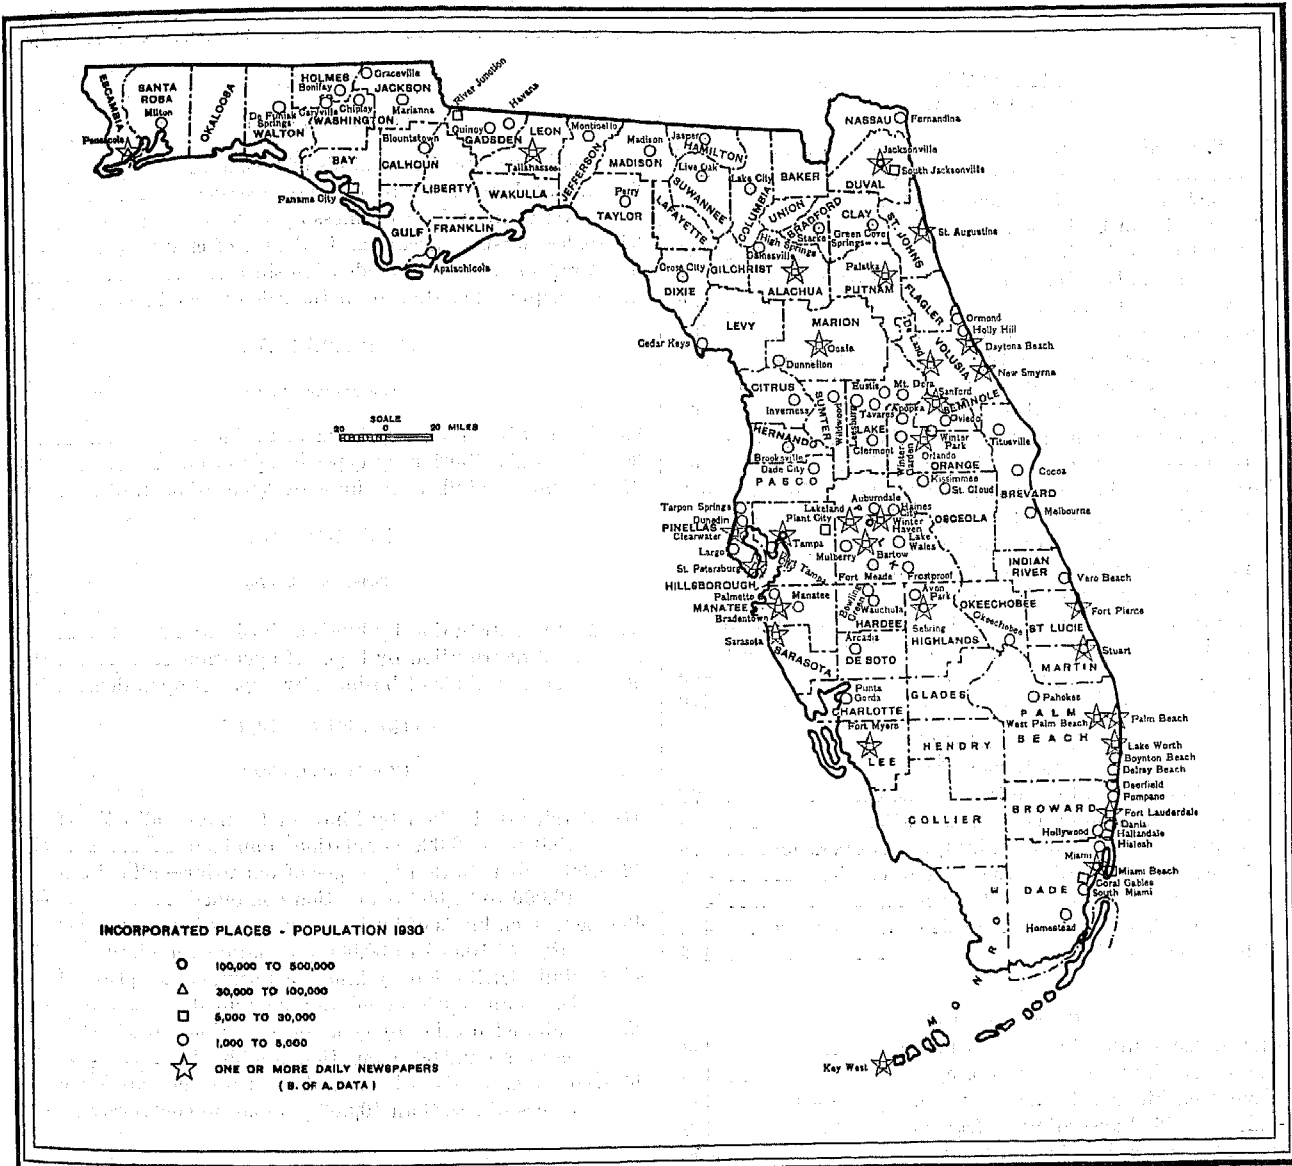 HOLMES
Graceville
Bonifay
JACKSON
River Junction
Havana
ESCAMBIA
SANTA
ROSA
Milton
OKALOOSA
De Funiak
Springs
WALTON
Caryville
Chipley
WASHINGTON
Marianna
Pensacola
Blountstown
Quincy
GADSDEN
LEON
Tallahassee
Monticello
JEFFERSON
Madison
MADISON
Jasper
HAMILTON
NASSAU
Fernandina
BAY
CALHOUN
LIBERTY
WAKULLA
Perry
TAYLOR
Live Oak
SUWANNEE
LAFAYETTE
Lake City
COLUMBIA
BAKER
Jacksonville
South Jacksonville
DUVAL
Panama City
GULF
FRANKLIN
Apalachicola
UNION
BRADFORD
Starke
CLAY
Green Cove
Springs
ST. JOHNS
St. Augustine
High Springs
Gainesville
Cross City
DIXIE
GILCHRIST
ALACHUA
Palatka
PUTNAM
FLAGLER
LEVY
MARION
Ocala
Cedar Keys
Dunnellon
De Land
VOLUSIA
Ormond
Holly Hill
Daytona Beach
New Smyrna
CITRUS
Inverness
SUMTER
Wildwood
Leesburg
Eustis
Tavares
Mt. Dora
Apopka
Sanford
SEMINOLE
Oviedo
SCALE
20 0 20 MILES
HERNANDO
Brooksville
LAKE
Clermont
Winter
Garden
Winter
Park
Orlando
ORANGE
Titusville
Dade City
PASCO
Kissimmee
St. Cloud
Cocoa
BREVARD
Melbourne
Tarpon Springs
Dunedin
PINELLAS
Clearwater
Largo
St. Petersburg
HILLSBOROUGH
Plant City
Tampa
Port Tampa
City
Lakeland
Auburndale
Haines
City
Winter
Haven
Lake
Wales
Mulberry
Bartow
Fort Meade
Frostproof
OSCEOLA
INDIAN
RIVER
Vero Beach
Palmetto
MANATEE
Bradentown
Manatee
Bowling
Green
Wauchula
HARDEE
Avon
Park
Sebring
HIGHLANDS
OKEECHOBEE
Okeechobee
Fort Pierce
ST LUCIE
Sarasota
SARASOTA
Arcadia
DE SOTO
Stuart
MARTIN
Punta
Gorda
CHARLOTTE
GLADES
Pahokee
PALM
BEACH
West Palm Beach
Palm Beach
Fort Myers
LEE
HENDRY
Lake Worth
Boynton Beach
Delray Beach
Deerfield
Pompano
COLLIER
BROWARD
Fort Lauderdale
Dania
Hollywood
Hallandale
Hialeah
Miami
Miami Beach
Coral Gables
South Miami
DADE
Homestead
MONROE
Key West
INCORPORATED PLACES - POPULATION 1930
100,000 TO 500,000
30,000 TO 100,000
5,000 TO 30,000
1,000 TO 5,000
ONE OR MORE DAILY NEWSPAPERS
( B. OF A. DATA )